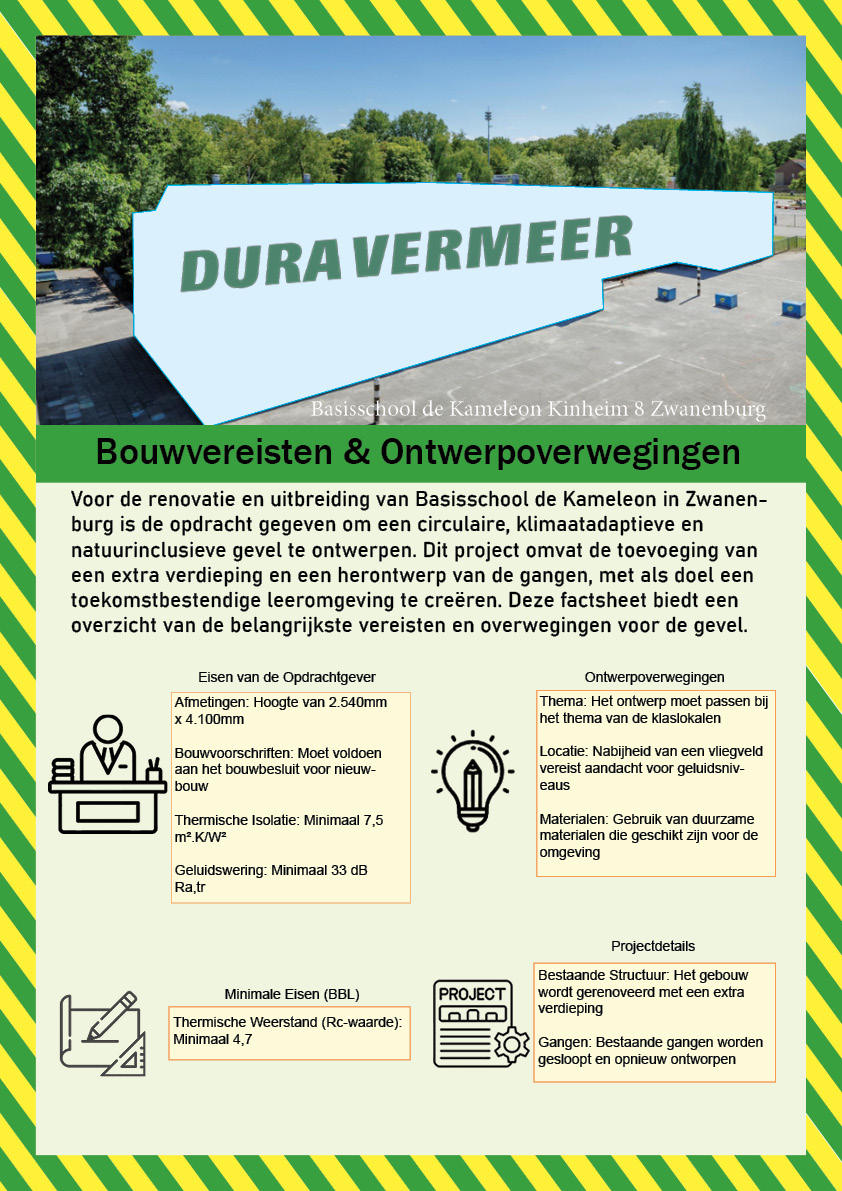 DURA VERMEER
Basisschool de Kameleon Kinheim 8 Zwanenburg
Bouwvereisten & Ontwerpoverwegingen
Voor de renovatie en uitbreiding van Basisschool de Kameleon in Zwanen-
burg is de opdracht gegeven om een circulaire, klimaatadaptieve en
natuurinclusieve gevel te ontwerpen. Dit project omvat de toevoeging van
een extra verdieping en een herontwerp van de gangen, met als doel een
toekomstbestendige leeromgeving te creëren. Deze factsheet biedt een
overzicht van de belangrijkste vereisten en overwegingen voor de gevel.
Eisen van de Opdrachtgever
Afmetingen: Hoogte van 2.540mm
x 4.100mm
Bouwvoorschriften: Moet voldoen
aan het bouwbesluit voor nieuw-
bouw
Thermische Isolatie: Minimaal 7,5
m².K/W²
Geluidswering: Minimaal 33 dB
Ra,tr
Ontwerpoverwegingen
Thema: Het ontwerp moet passen bij
het thema van de klaslokalen
Locatie: Nabijheid van een vliegveld
vereist aandacht voor geluidsniv-
eaus
Materialen: Gebruik van duurzame
materialen die geschikt zijn voor de
omgeving
Minimale Eisen (BBL)
Thermische Weerstand (Rc-waarde):
Minimaal 4,7
Projectdetails
PROJECT
Bestaande Structuur: Het gebouw
wordt gerenoveerd met een extra
verdieping
Gangen: Bestaande gangen worden
gesloopt en opnieuw ontworpen